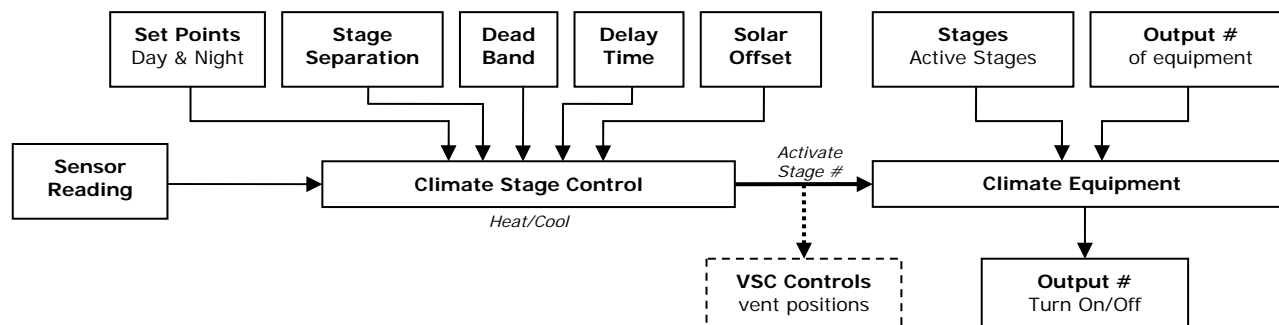 Set Points
Day & Night
Stage
Separation
Dead
Band
Delay
Time
Solar
Offset
Stages
Active Stages
Output #
of equipment
Sensor
Reading
Climate Stage Control
Heat/Cool
Activate
Stage #
Climate Equipment
VSC Controls
vent positions
Output #
Turn On/Off